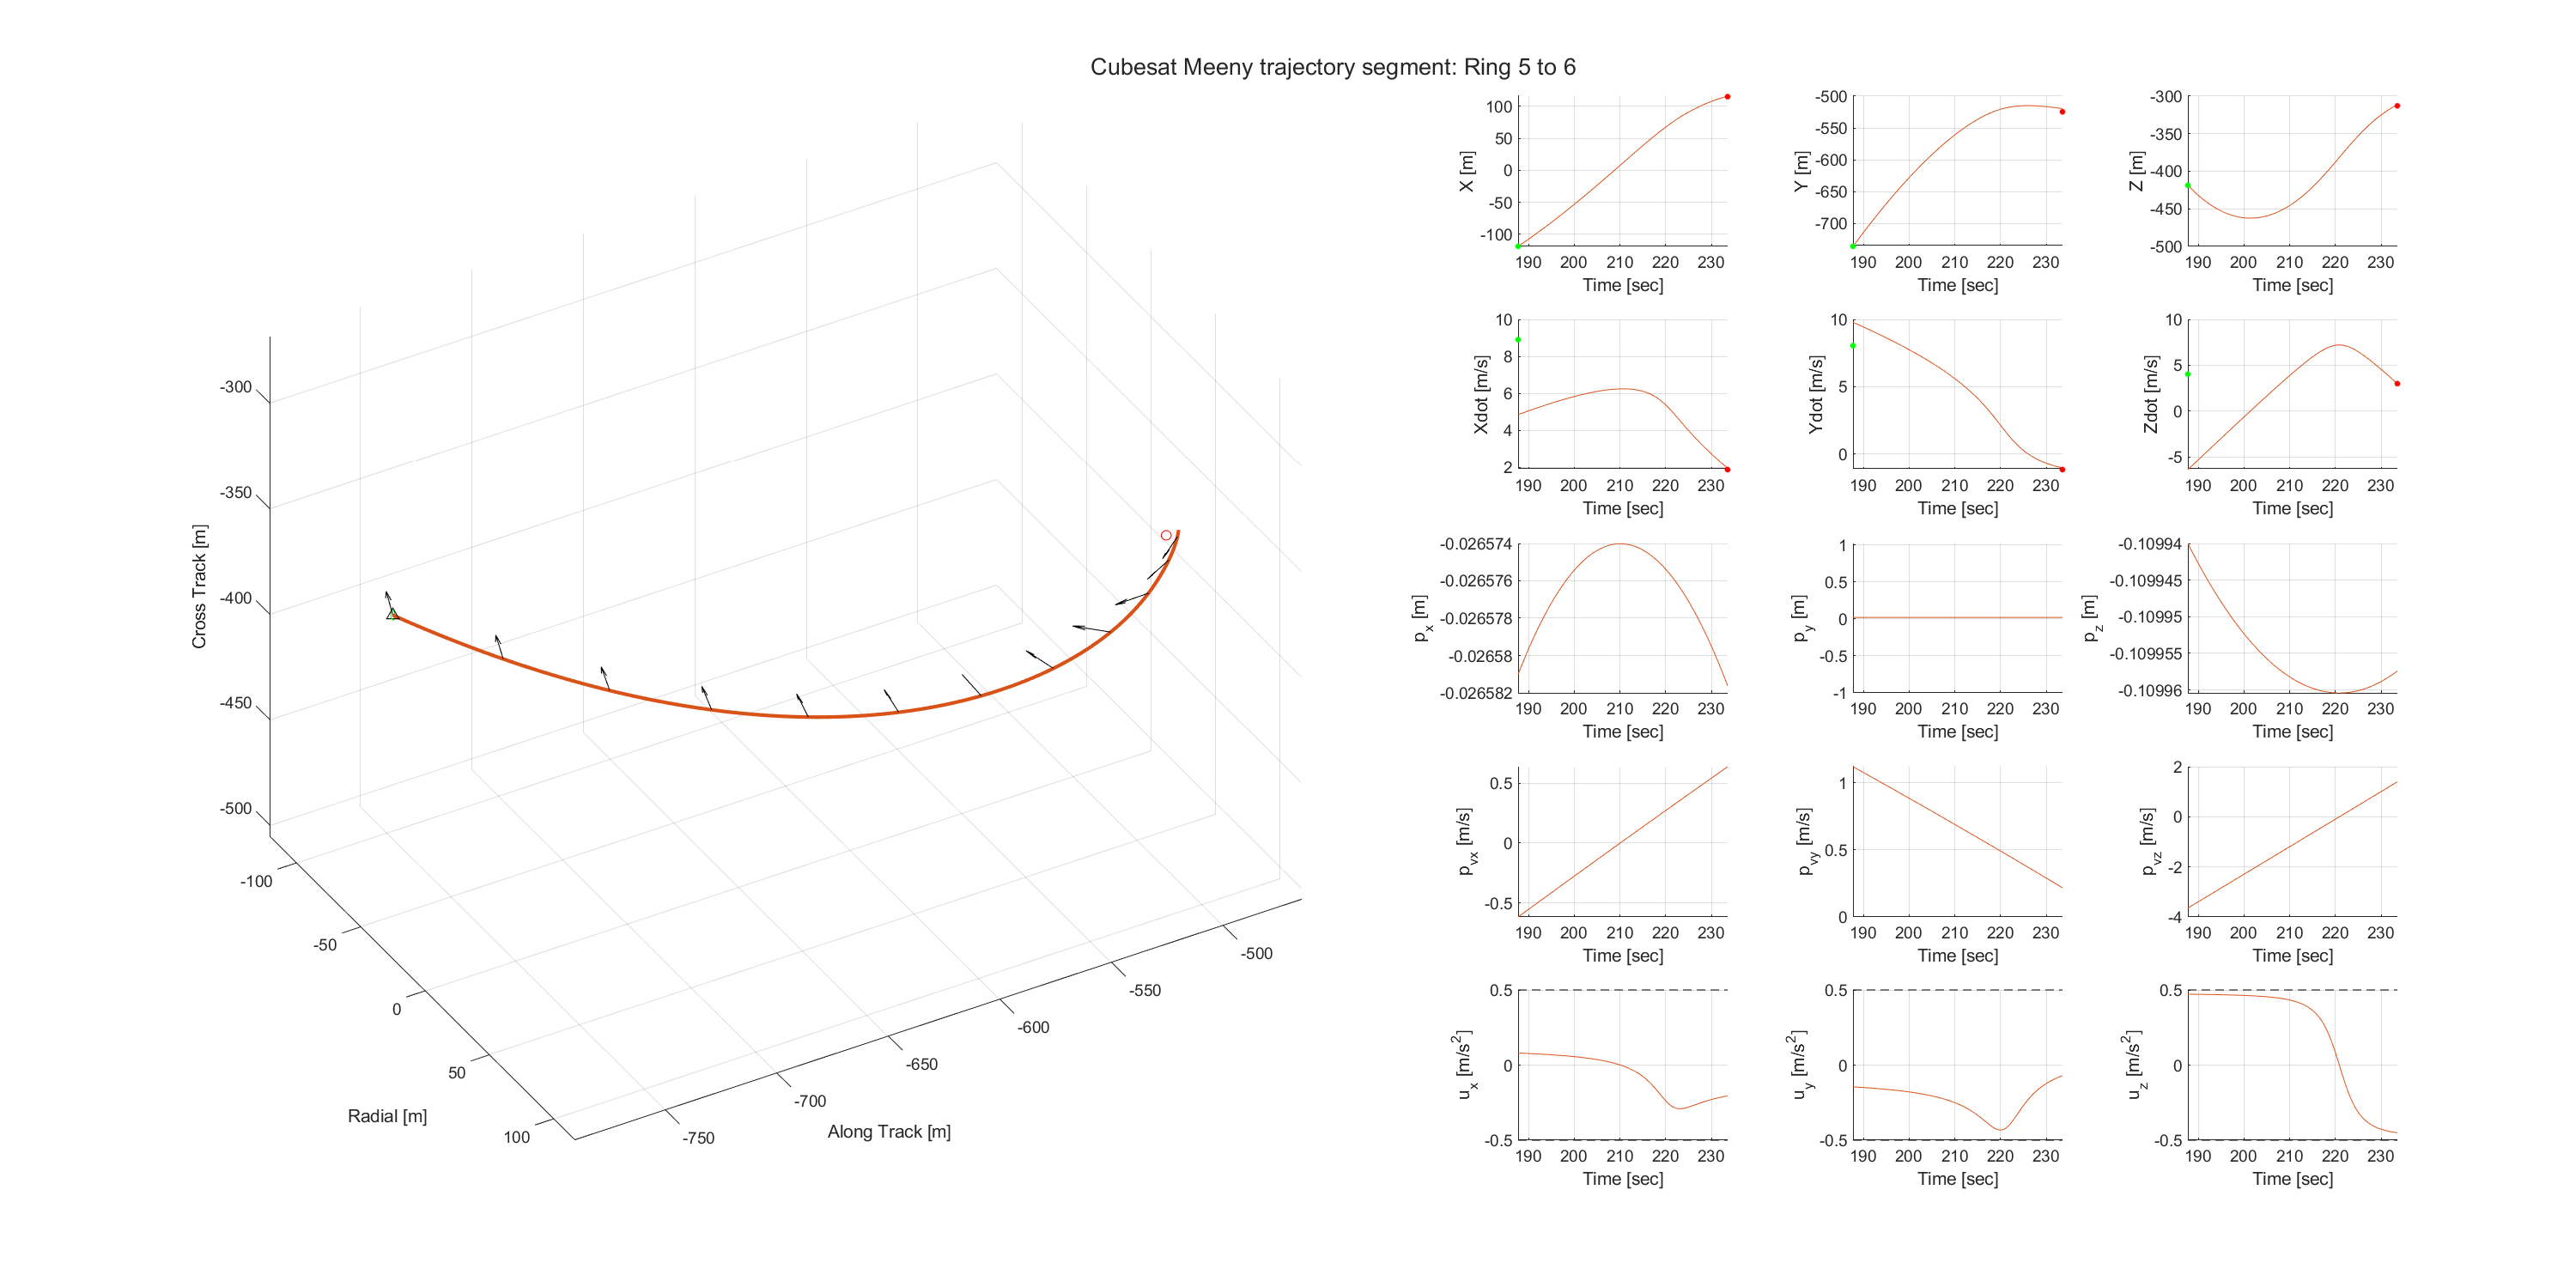 Cubesat Meeny trajectory segment: Ring 5 to 6
-300
-350
-400
-450
-500
Cross Track [m]
-100
-50
0
50
100
Radial [m]
-750
-700
-650
-600
-550
-500
Along Track [m]
100
50
0
-50
-100
X [m]
190 200 210 220 230
Time [sec]
-500
-550
-600
-650
-700
Y [m]
190 200 210 220 230
Time [sec]
-300
-350
-400
-450
-500
Z [m]
190 200 210 220 230
Time [sec]
10
8
6
4
2
Xdot [m/s]
190 200 210 220 230
Time [sec]
10
5
0
Ydot [m/s]
190 200 210 220 230
Time [sec]
10
5
0
-5
Zdot [m/s]
190 200 210 220 230
Time [sec]
-0.026574
-0.026576
-0.026578
-0.02658
-0.026582
p_x [m]
190 200 210 220 230
Time [sec]
1
0.5
0
-0.5
-1
p_y [m]
190 200 210 220 230
Time [sec]
-0.10994
-0.109945
-0.10995
-0.109955
-0.10996
p_z [m]
190 200 210 220 230
Time [sec]
0.5
0
-0.5
p_vx [m/s]
190 200 210 220 230
Time [sec]
1
0.5
0
p_vy [m/s]
190 200 210 220 230
Time [sec]
2
0
-2
-4
p_vz [m/s]
190 200 210 220 230
Time [sec]
0.5
0
-0.5
u_x [m/s²]
190 200 210 220 230
Time [sec]
0.5
0
-0.5
u_y [m/s²]
190 200 210 220 230
Time [sec]
0.5
0
-0.5
u_z [m/s²]
190 200 210 220 230
Time [sec]